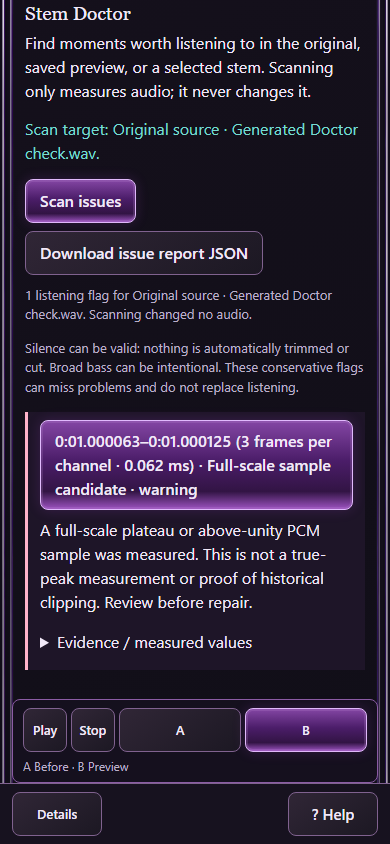 Stem Doctor
Find moments worth listening to in the original,
saved preview, or a selected stem. Scanning
only measures audio; it never changes it.
Scan target: Original source · Generated Doctor
check.wav.
Scan issues
Download issue report JSON
1 listening flag for Original source · Generated Doctor
check.wav. Scanning changed no audio.
Silence can be valid: nothing is automatically trimmed or
cut. Broad bass can be intentional. These conservative flags
can miss problems and do not replace listening.
0:01.000063–0:01.000125 (3 frames per
channel · 0.062 ms) · Full-scale sample
candidate · warning
A full-scale plateau or above-unity PCM
sample was measured. This is not a true-
peak measurement or proof of historical
clipping. Review before repair.
▶ Evidence / measured values
Play Stop A B
A Before · B Preview
Details ? Help